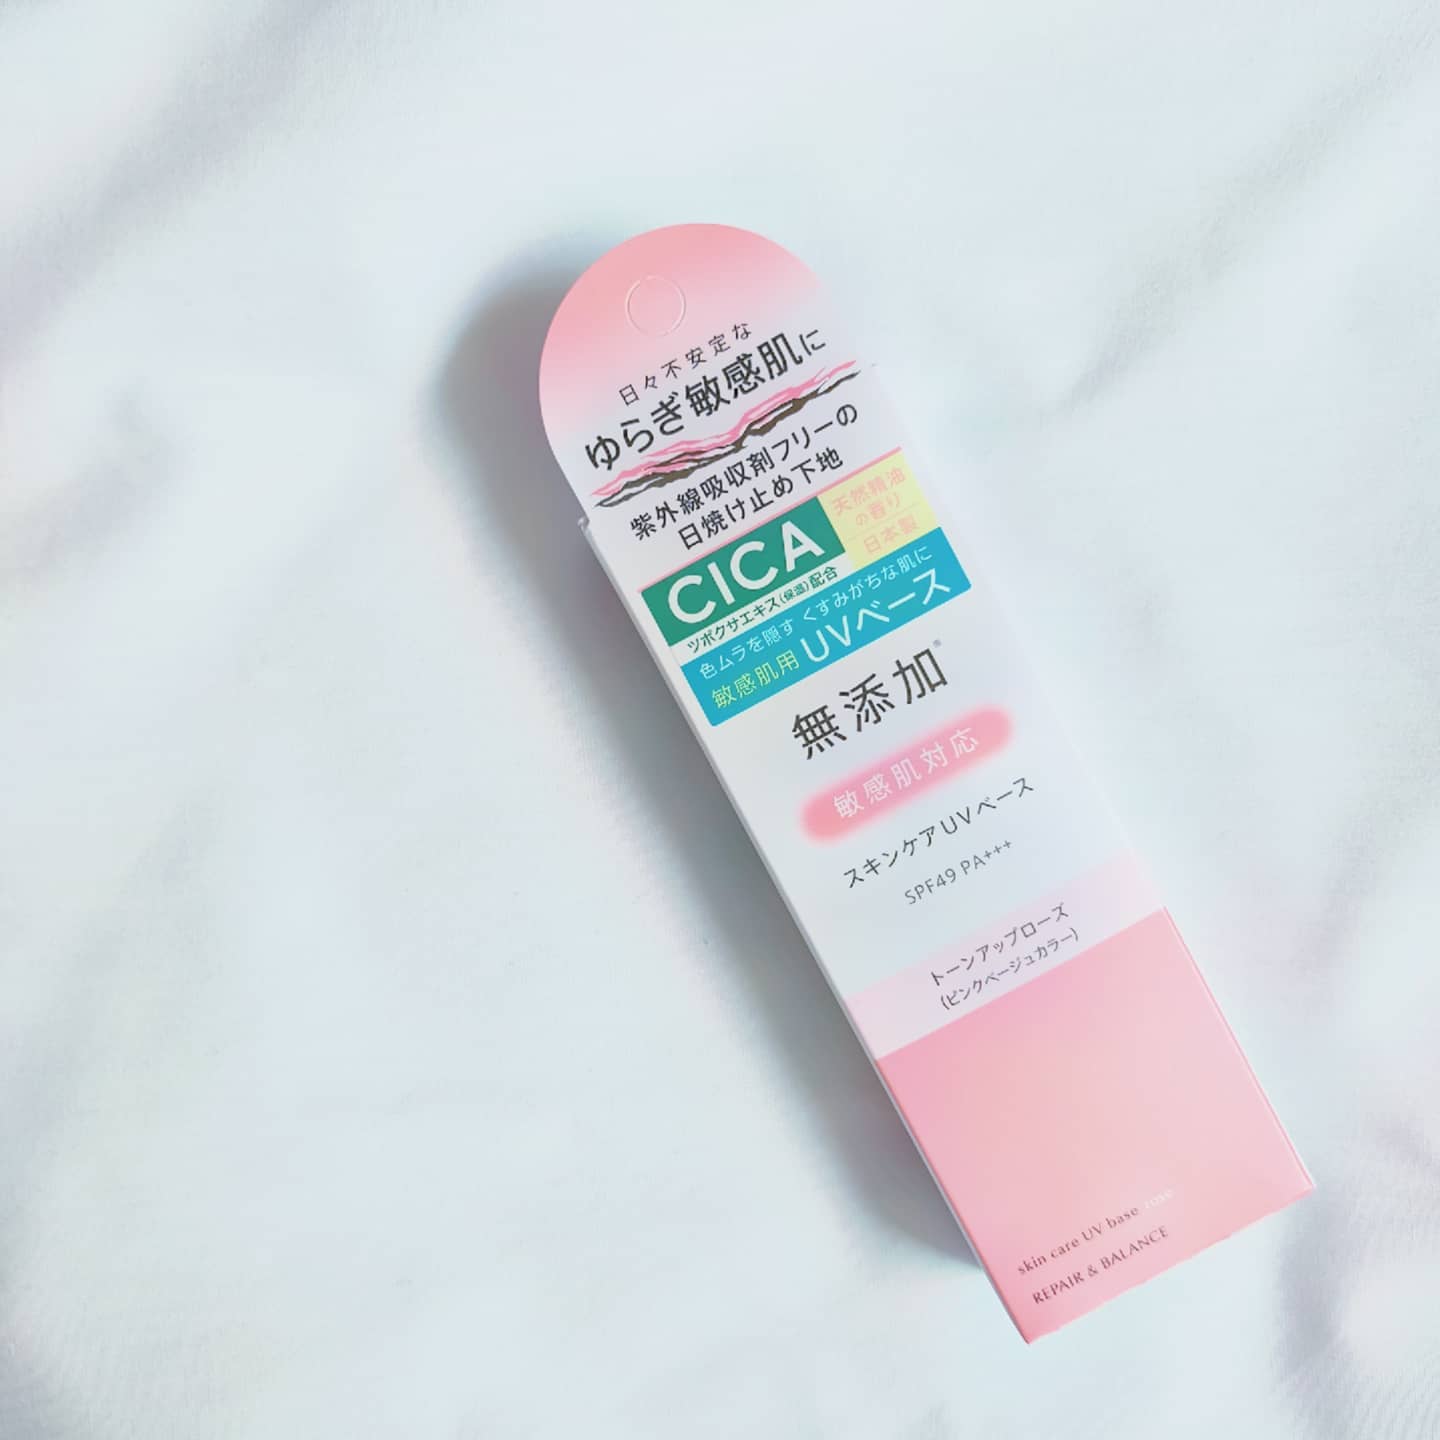 日々不安定な
ゆらぎ敏感肌に
紫外線吸収剤フリーの
日焼け止め下地
CICA
ツボクサエキス(保湿)配合
天然精油
の香り
日本製
色ムラを隠す くすみがちな肌に
敏感肌用 UVベース
無添加※
敏感肌対応
スキンケアUVベース
SPF49 PA+++
トーンアップローズ
(ピンクベージュカラー)
skin care UV base rose
REPAIR & BALANCE